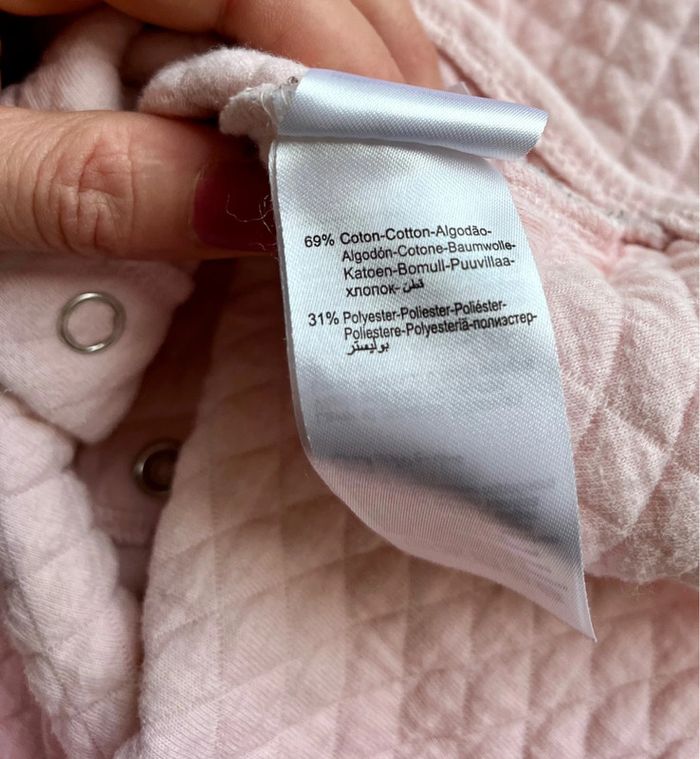 69% Coton-Cotton-Algodão-
Algodón-Cotone-Baumwolle-
Katoen-Bomull-Puuvillaa-
хлопок-قطن
31% Polyester-Poliester-Poliéster-
Poliestere-Polyesteriä-полиэстер-
بوليستر